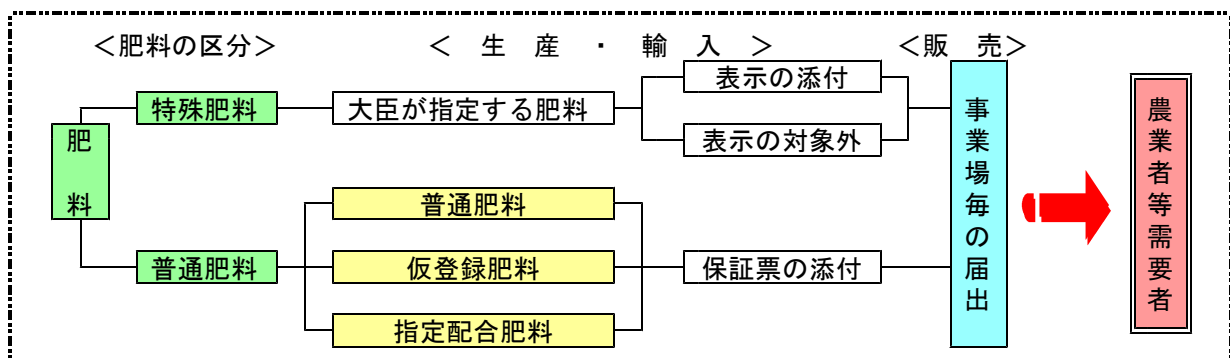 ＜肥料の区分＞
＜　生　産　・　輸　入　＞
＜販　売＞
肥料
特殊肥料
大臣が指定する肥料
表示の添付
表示の対象外
普通肥料
普通肥料
仮登録肥料
指定配合肥料
保証票の添付
事業場毎の届出
農業者等需要者